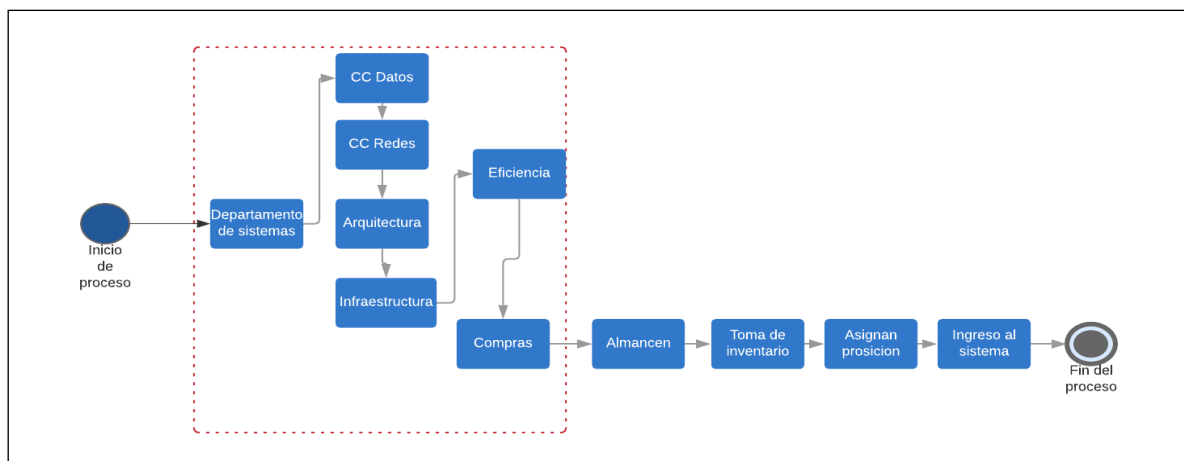 Inicio
de
proceso
Departamento
de sistemas
CC Datos
CC Redes
Arquitectura
Infraestructura
Eficiencia
Compras
Almancen
Toma de
inventario
Asignan
prosicion
Ingreso al
sistema
Fin del
proceso